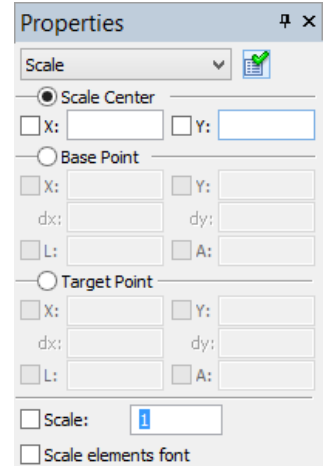 Properties
Scale
Scale Center
X: Y:
Base Point
X: Y:
dx: dy:
L: A:
Target Point
X: Y:
dx: dy:
L: A:
Scale: 1
Scale elements font